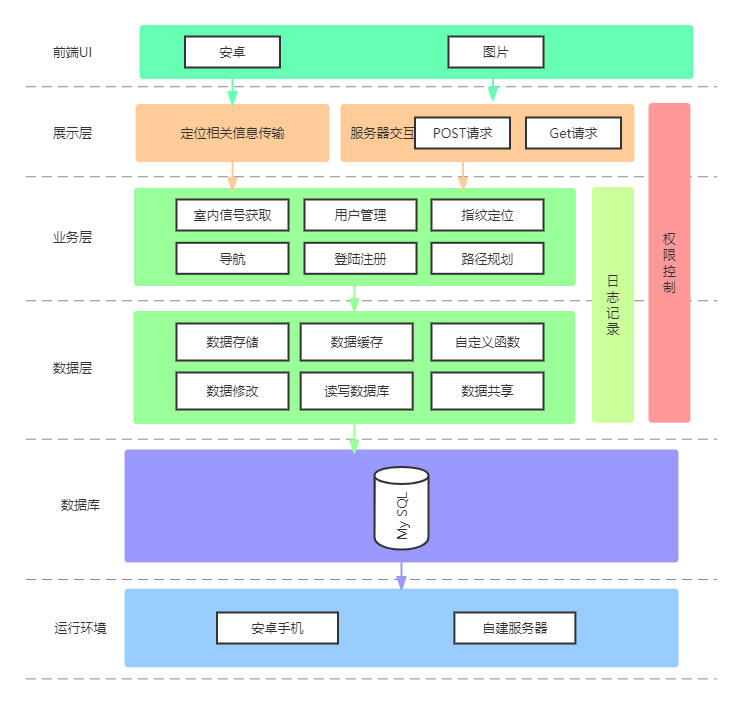 前端UI
安卓
图片
展示层
定位相关信息传输
服务器交互
POST请求
Get请求
权限控制
业务层
室内信号获取
用户管理
指纹定位
导航
登陆注册
路径规划
日志记录
数据层
数据存储
数据缓存
自定义函数
数据修改
读写数据库
数据共享
数据库
My SQL
运行环境
安卓手机
自建服务器